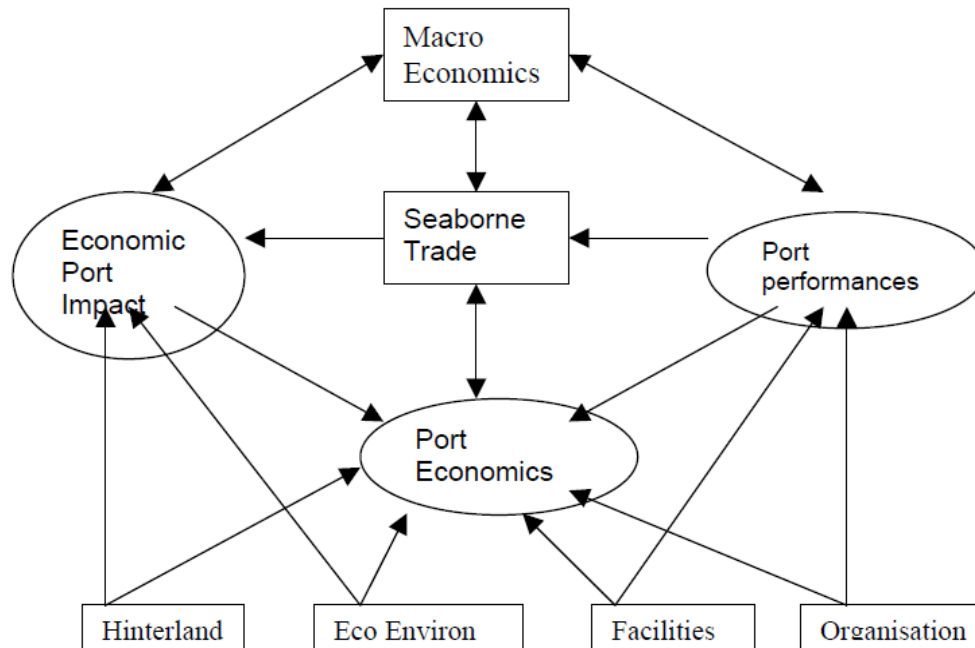 Macro
Economics
Seaborne
Trade
Economic
Port
Impact
Port
performances
Port
Economics
Hinterland
Eco Environ
Facilities
Organisation